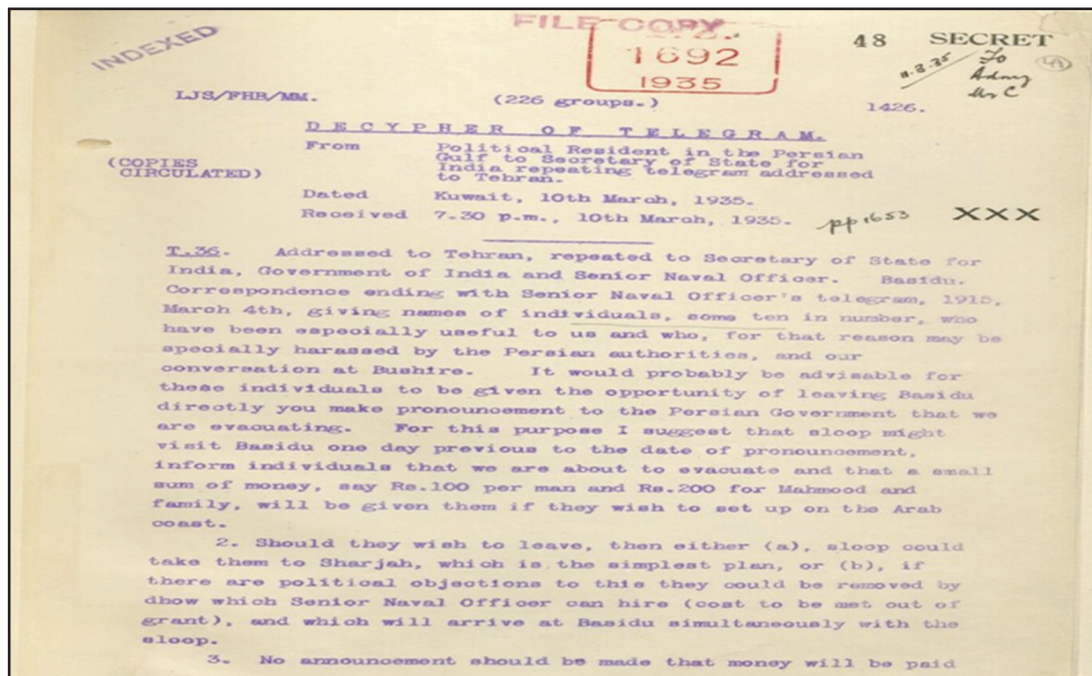 FILE COPY
INDEXED
1692
1935
48 SECRET
To
LJS/FHB/MM. (226 groups.) 1426.
DECYPHER OF TELEGRAM.
From Political Resident in the Persian
Gulf to Secretary of State for
India repeating telegram addressed
to Tehran.
(COPIES
CIRCULATED)
Dated Kuwait, 10th March, 1935.
Received 7.30 p.m., 10th March, 1935. pp 1653 XXX
T.36. Addressed to Tehran, repeated to Secretary of State for
India, Government of India and Senior Naval Officer. Basidu.
Correspondence ending with Senior Naval Officer's telegram, 1915,
March 4th, giving names of individuals, some ten in number, who
have been especially useful to us and who, for that reason may be
specially harassed by the Persian authorities, and our
conversation at Bushire. It would probably be advisable for
these individuals to be given the opportunity of leaving Basidu
directly you make pronouncement to the Persian Government that we
are evacuating. For this purpose I suggest that sloop might
visit Basidu one day previous to the date of pronouncement,
inform individuals that we are about to evacuate and that a small
sum of money, say Rs.100 per man and Rs.200 for Mahmood and
family, will be given them if they wish to set up on the Arab
coast.
2. Should they wish to leave, then either (a), sloop could
take them to Sharjah, which is the simplest plan, or (b), if
there are political objections to this they could be removed by
dhow which Senior Naval Officer can hire (cost to be met out of
grant), and which will arrive at Basidu simultaneously with the
sloop.
3. No announcement should be made that money will be paid